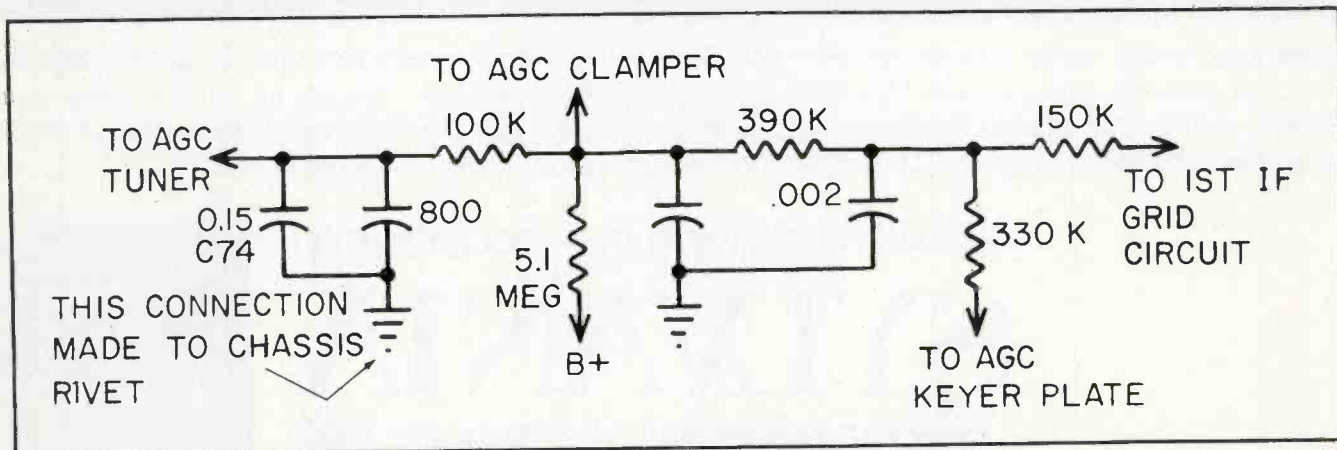 TO AGC CLAMPER
TO AGC
TUNER
100K
390K
150K
0.15
C74
800
5.1
MEG
B+
.002
330 K
TO 1ST IF
GRID
CIRCUIT
THIS CONNECTION
MADE TO CHASSIS
RIVET
TO AGC
KEYER PLATE